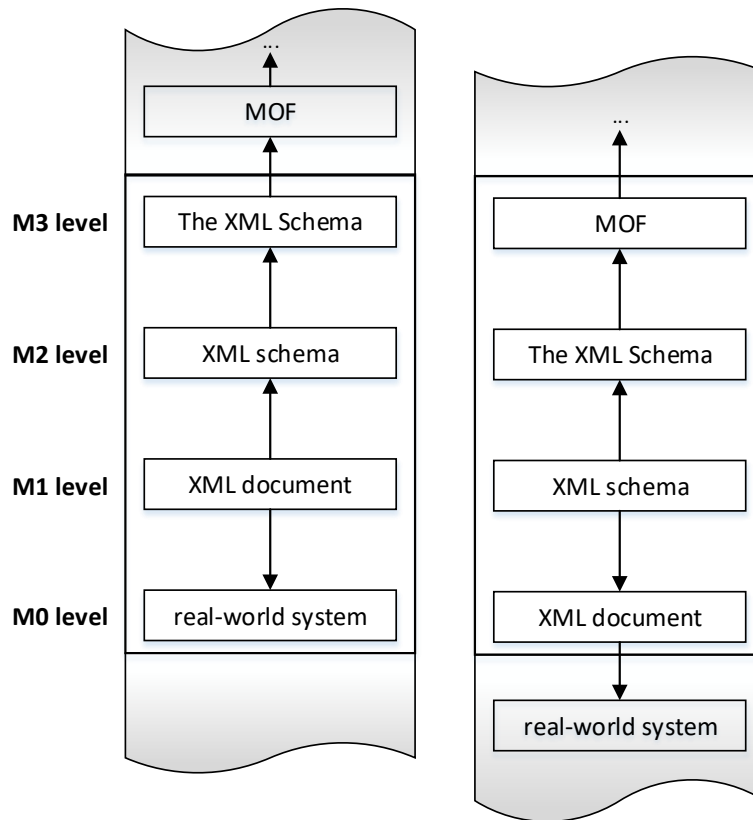 ...
MOF
M3 level
The XML Schema
M2 level
XML schema
M1 level
XML document
M0 level
real-world system
...
MOF
The XML Schema
XML schema
XML document
real-world system